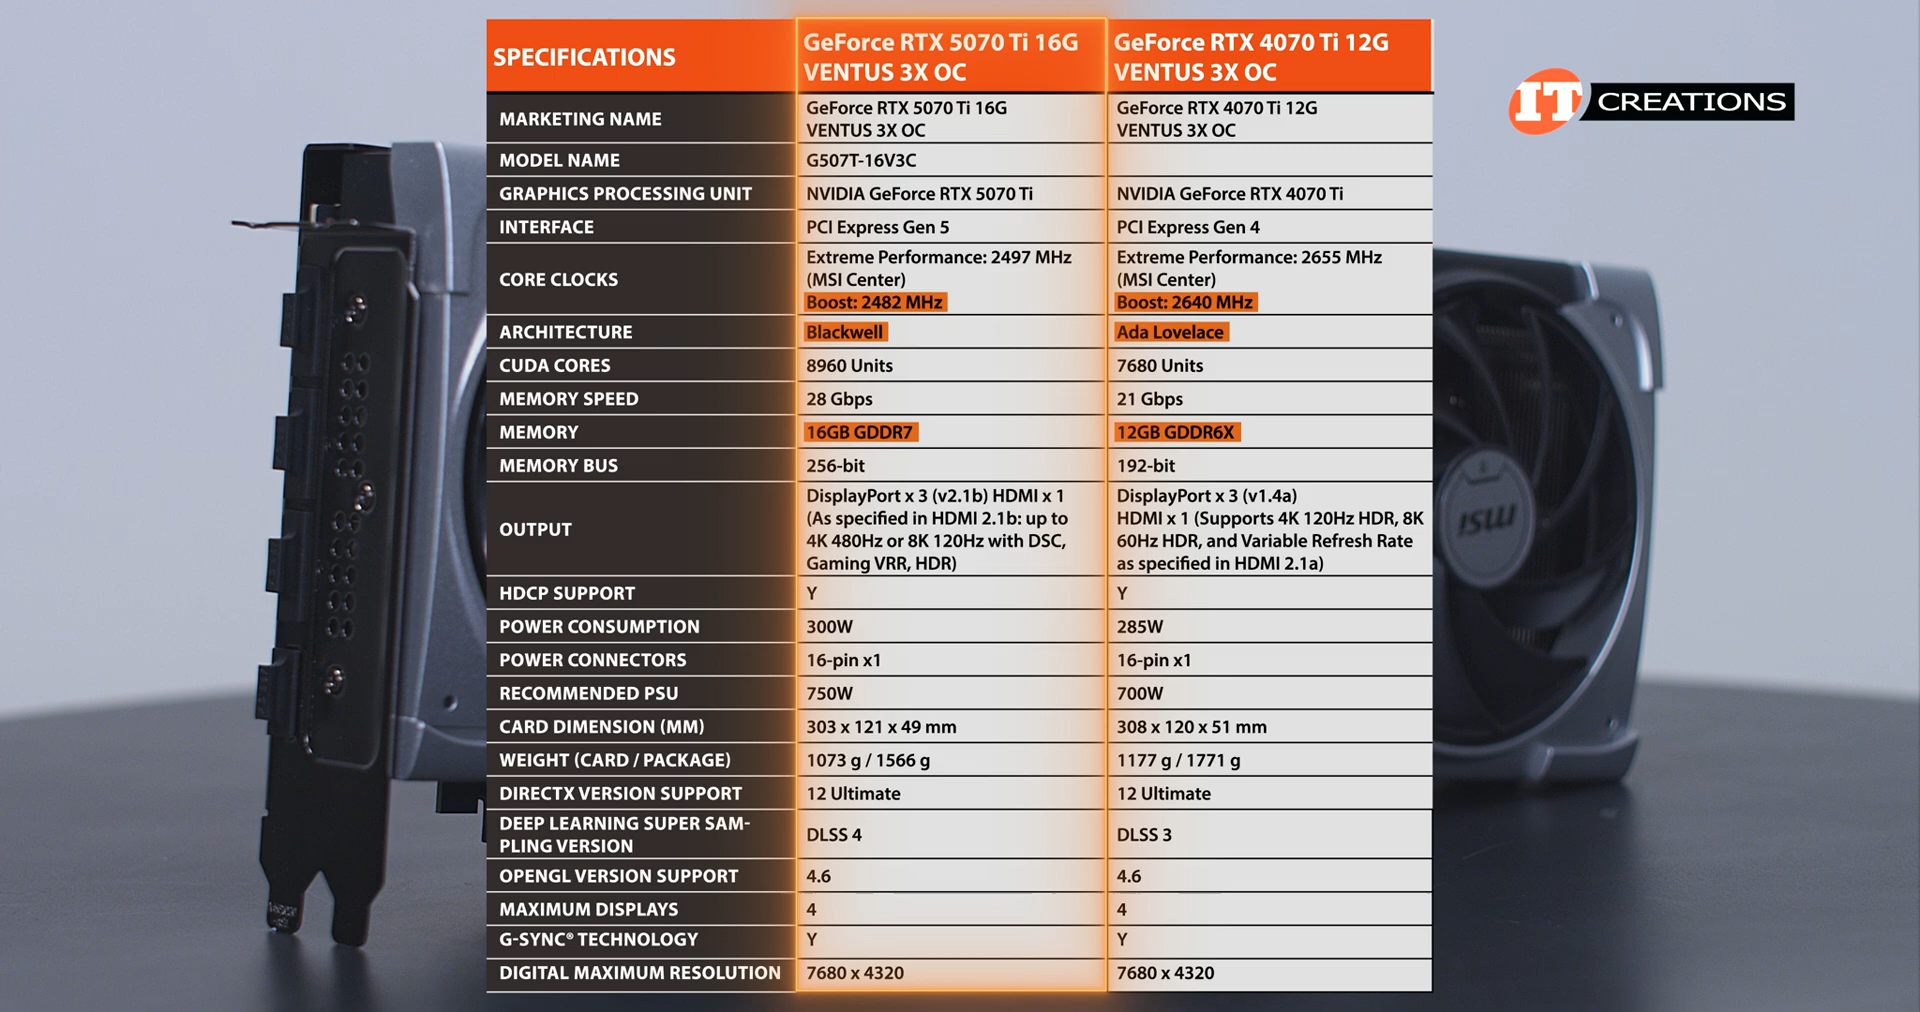 SPECIFICATIONS
GeForce RTX 5070 Ti 16G
VENTUS 3X OC
GeForce RTX 4070 Ti 12G
VENTUS 3X OC
MARKETING NAME
GeForce RTX 5070 Ti 16G
VENTUS 3X OC
GeForce RTX 4070 Ti 12G
VENTUS 3X OC
MODEL NAME
G507T-16V3C
GRAPHICS PROCESSING UNIT
NVIDIA GeForce RTX 5070 Ti
NVIDIA GeForce RTX 4070 Ti
INTERFACE
PCI Express Gen 5
PCI Express Gen 4
CORE CLOCKS
Extreme Performance: 2497 MHz
(MSI Center)
Boost: 2482 MHz
Extreme Performance: 2655 MHz
(MSI Center)
Boost: 2640 MHz
ARCHITECTURE
Blackwell
Ada Lovelace
CUDA CORES
8960 Units
7680 Units
MEMORY SPEED
28 Gbps
21 Gbps
MEMORY
16GB GDDR7
12GB GDDR6X
MEMORY BUS
256-bit
192-bit
OUTPUT
DisplayPort x 3 (v2.1b) HDMI x 1
(As specified in HDMI 2.1b: up to
4K 480Hz or 8K 120Hz with DSC,
Gaming VRR, HDR)
DisplayPort x 3 (v1.4a)
HDMI x 1 (Supports 4K 120Hz HDR, 8K
60Hz HDR, and Variable Refresh Rate
as specified in HDMI 2.1a)
HDCP SUPPORT
Y
Y
POWER CONSUMPTION
300W
285W
POWER CONNECTORS
16-pin x1
16-pin x1
RECOMMENDED PSU
750W
700W
CARD DIMENSION (MM)
303 x 121 x 49 mm
308 x 120 x 51 mm
WEIGHT (CARD / PACKAGE)
1073 g / 1566 g
1177 g / 1771 g
DIRECTX VERSION SUPPORT
12 Ultimate
12 Ultimate
DEEP LEARNING SUPER SAM-
PLING VERSION
DLSS 4
DLSS 3
OPENGL VERSION SUPPORT
4.6
4.6
MAXIMUM DISPLAYS
4
4
G-SYNC® TECHNOLOGY
Y
Y
DIGITAL MAXIMUM RESOLUTION
7680 x 4320
7680 x 4320
IT CREATIONS
msi